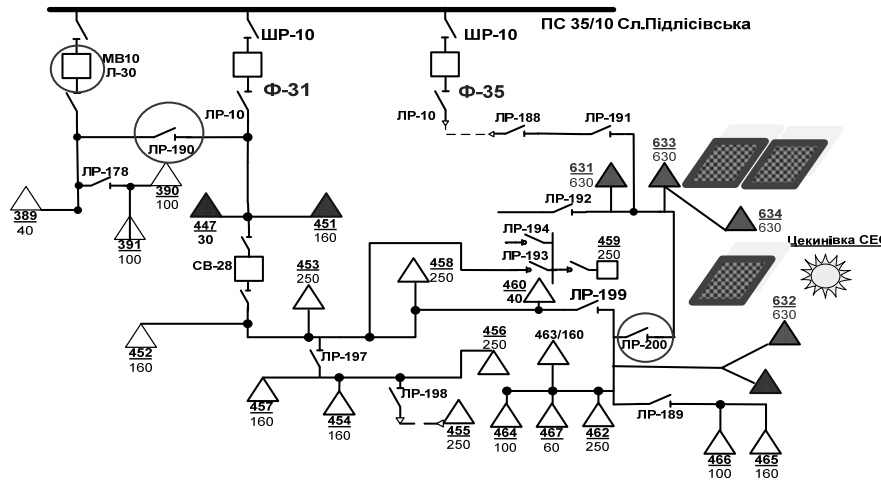 ПС 35/10 Сл.Підлісівська
ШР-10
ШР-10
МВ10
Л-30
Ф-31
Ф-35
ЛР-10
ЛР-10
ЛР-188
ЛР-191
ЛР-190
ЛР-178
390
100
389
40
391
100
447
30
451
160
631
630
633
630
634
630
ЛР-192
ЛР-194
ЛР-193
459
250
Цекинівка СЕС
СВ-28
453
250
458
250
460
40
ЛР-199
632
630
452
160
ЛР-197
456
250
463/160
ЛР-200
457
160
454
160
ЛР-198
455
250
464
100
467
60
462
250
ЛР-189
466
100
465
160